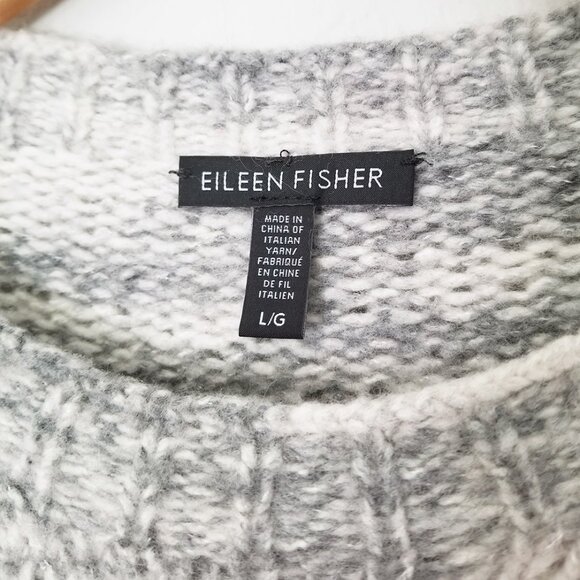 EILEEN FISHER
MADE IN
CHINA OF
ITALIAN
YARN/
FABRIQUÉ
EN CHINE
DE FIL
ITALIEN
L/G